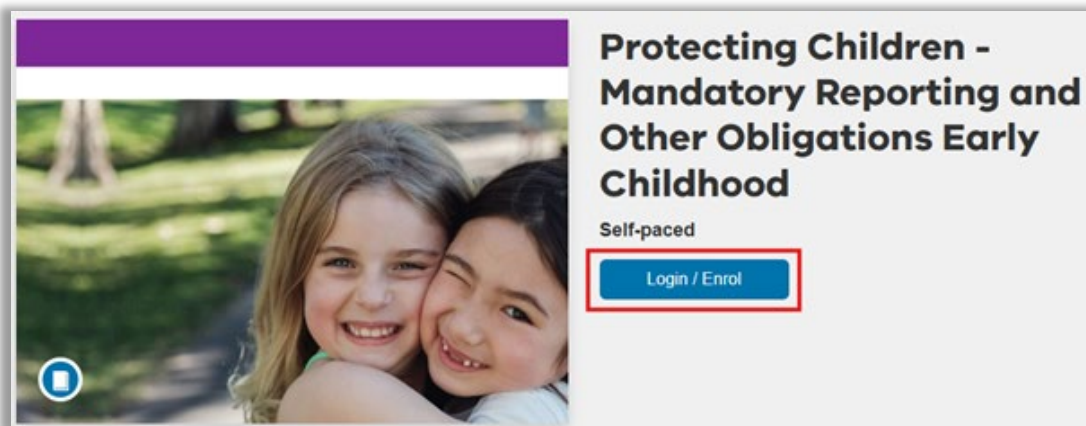 Protecting Children -
Mandatory Reporting and
Other Obligations Early
Childhood
Self-paced
Login / Enrol